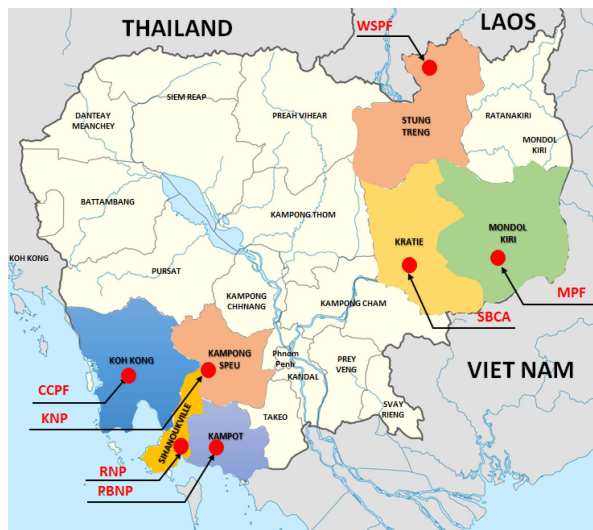 THAILAND
LAOS
WSPF
SIEM REAP
DANTEAY
MEANCHEY
PREAH VIHEAR
STUNG
TRENG
RATANAKIRI
MONDOL
KIRI
BATTAMBANG
KAMPONG THOM
KRATIE
MONDOL
KIRI
KOH KONG
PURSAT
KAMPONG
CHHNANG
KAMPONG CHAM
MPF
SBCA
KOH KONG
KAMPONG
SPEU
Phnom
Penh
KANDAL
PREY
VENG
VIET NAM
CCPF
KNP
SVAY
RIENG
TAKEO
SIHANOUKVILLE
KAMPOT
RNP
PBNP